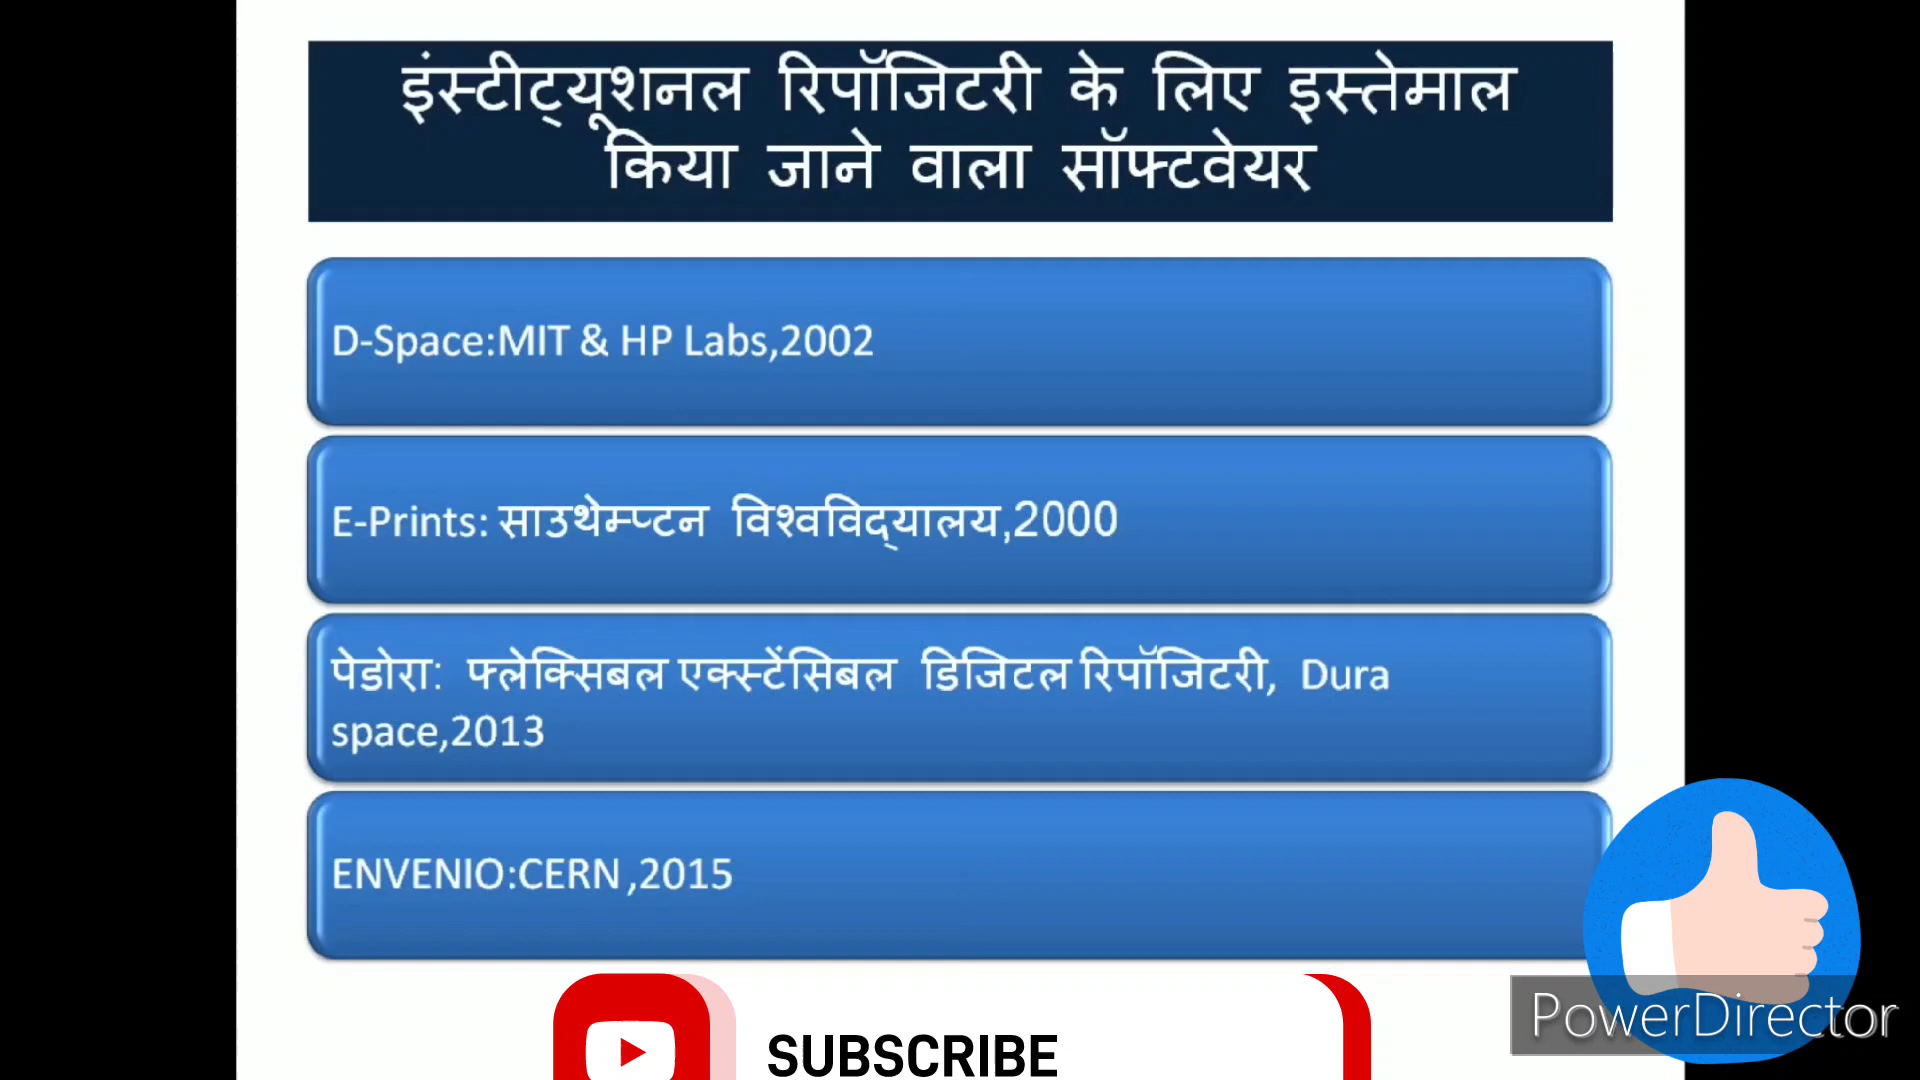 इंस्टीट्यूशनल रिपॉजिटरी के लिए इस्तेमाल
किया जाने वाला सॉफ्टवेयर
D-Space:MIT & HP Labs,2002
E-Prints: साउथेम्प्टन विश्वविद्यालय,2000
पेडोरा: फ्लेक्सिबल एक्स्टेंसिबल डिजिटल रिपॉजिटरी, Dura
space,2013
ENVENIO:CERN ,2015
SUBSCRIBE
PowerDirector